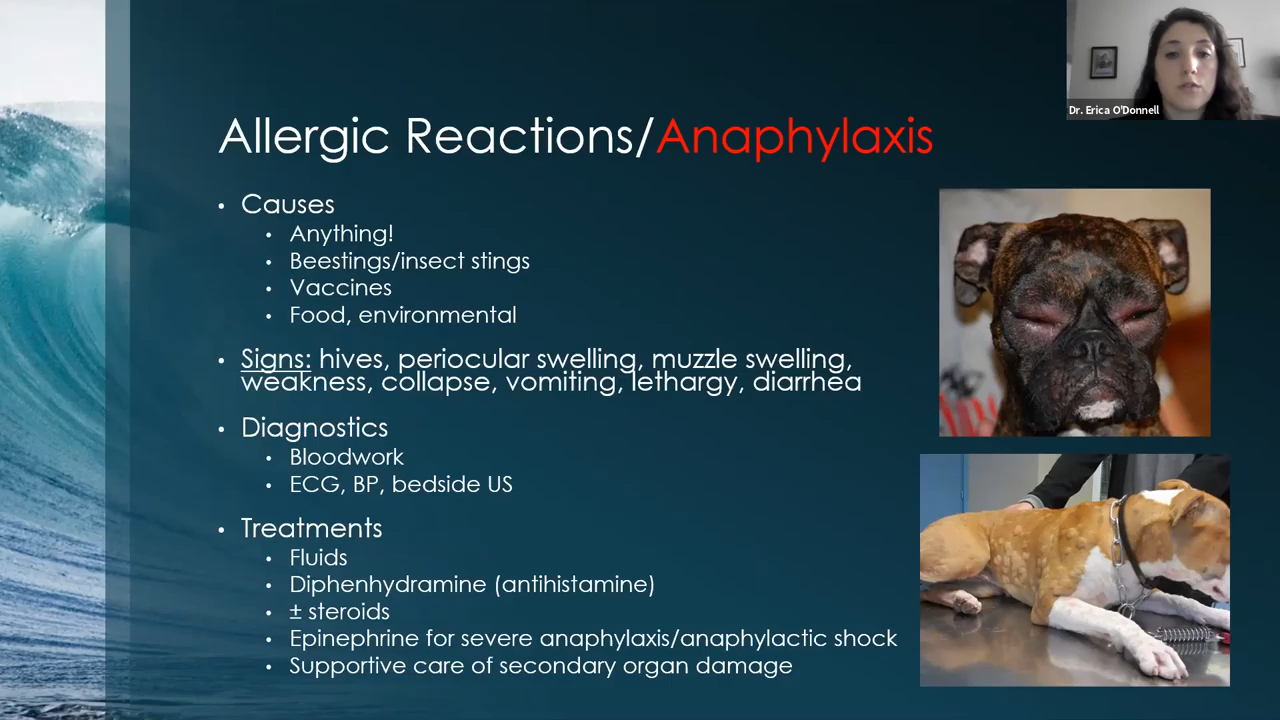 Dr. Erica O'Donnell
Allergic Reactions/Anaphylaxis
• Causes
• Anything!
• Beestings/insect stings
• Vaccines
• Food, environmental
• Signs: hives, periocular swelling, muzzle swelling,
weakness, collapse, vomiting, lethargy, diarrhea
• Diagnostics
• Bloodwork
• ECG, BP, bedside US
• Treatments
• Fluids
• Diphenhydramine (antihistamine)
• ± steroids
• Epinephrine for severe anaphylaxis/anaphylactic shock
• Supportive care of secondary organ damage